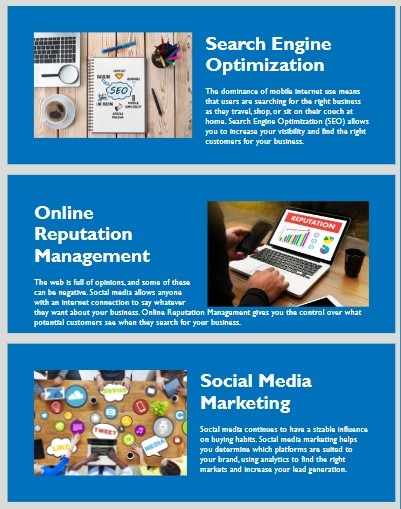 SEO
Search Engine
Optimization
The dominance of mobile internet use means
that users are searching for the right business
as they travel, shop, or sit on their couch at
home. Search Engine Optimization (SEO) allows
you to increase your visibility and find the right
customers for your business.
Online
Reputation
Management
REPUTATION
The web is full of opinions, and some of these
can be negative. Social media allows anyone
with an internet connection to say whatever
they want about your business. Online Reputation Management gives you the control over what
potential customers see when they search for your business.
LIKE
TWEET
MEDIA
Social Media
Marketing
Social media continues to have a sizable influence
on buying habits. Social media marketing helps
you determine which platforms are suited to
your brand, using analytics to find the right
markets and increase your lead generation.